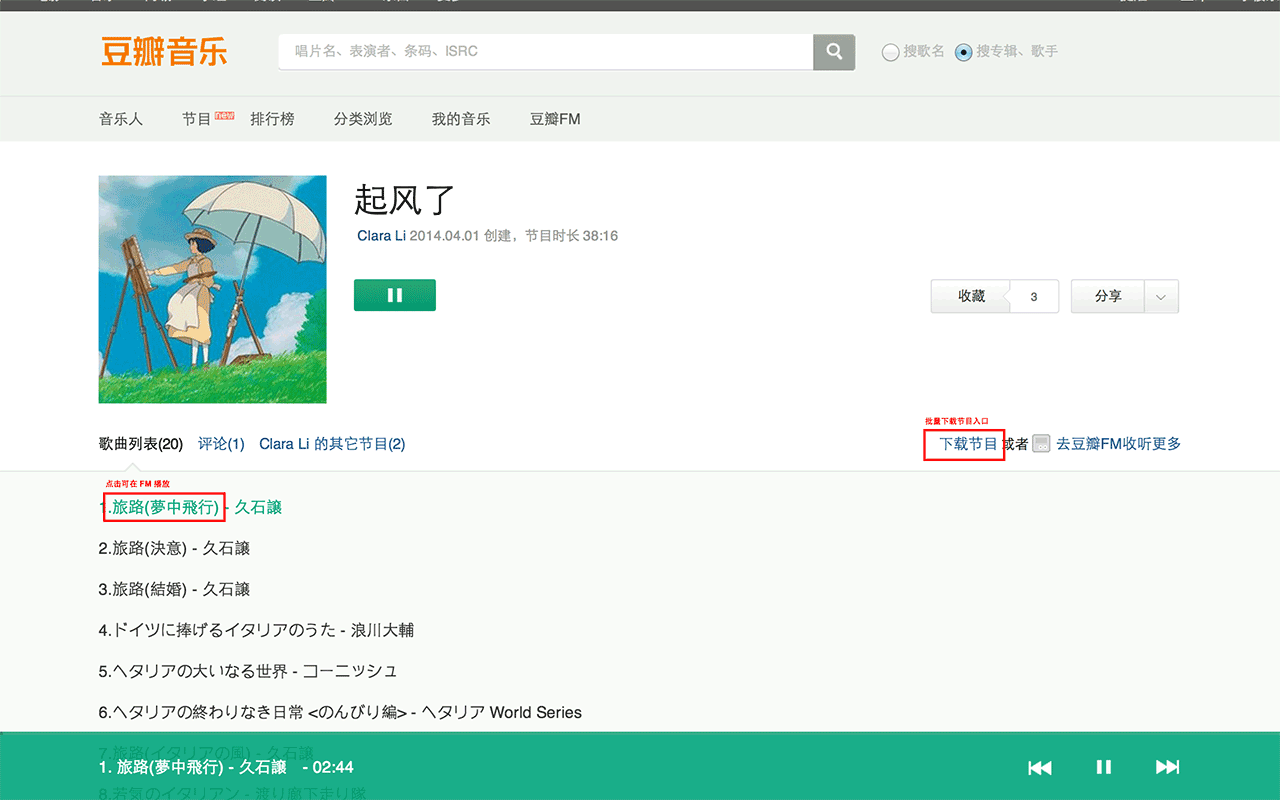 豆瓣音乐
唱片名、表演者、条码、ISRC
搜歌名 搜专辑、歌手
音乐人 节目 new 排行榜 分类浏览 我的音乐 豆瓣FM
起风了
Clara Li 2014.04.01 创建，节目时长 38:16
收藏 3 分享
批量下载节目入口
歌曲列表(20) 评论(1) Clara Li 的其它节目(2) 下载节目 或者 去豆瓣FM收听更多
点击可在 FM 播放
1.旅路(夢中飛行) - 久石譲
2.旅路(決意) - 久石譲
3.旅路(結婚) - 久石譲
4.ドイツに捧げるイタリアのうた - 浪川大輔
5.ヘタリアの大いなる世界 - コーニッシュ
6.ヘタリアの終わりなき日常 <のんびり編> - ヘタリア World Series
7.旅路(イタリアの風) - 久石譲
1. 旅路(夢中飛行) - 久石譲 - 02:44
8.若気のイタリアン - 渡り廊下走り隊